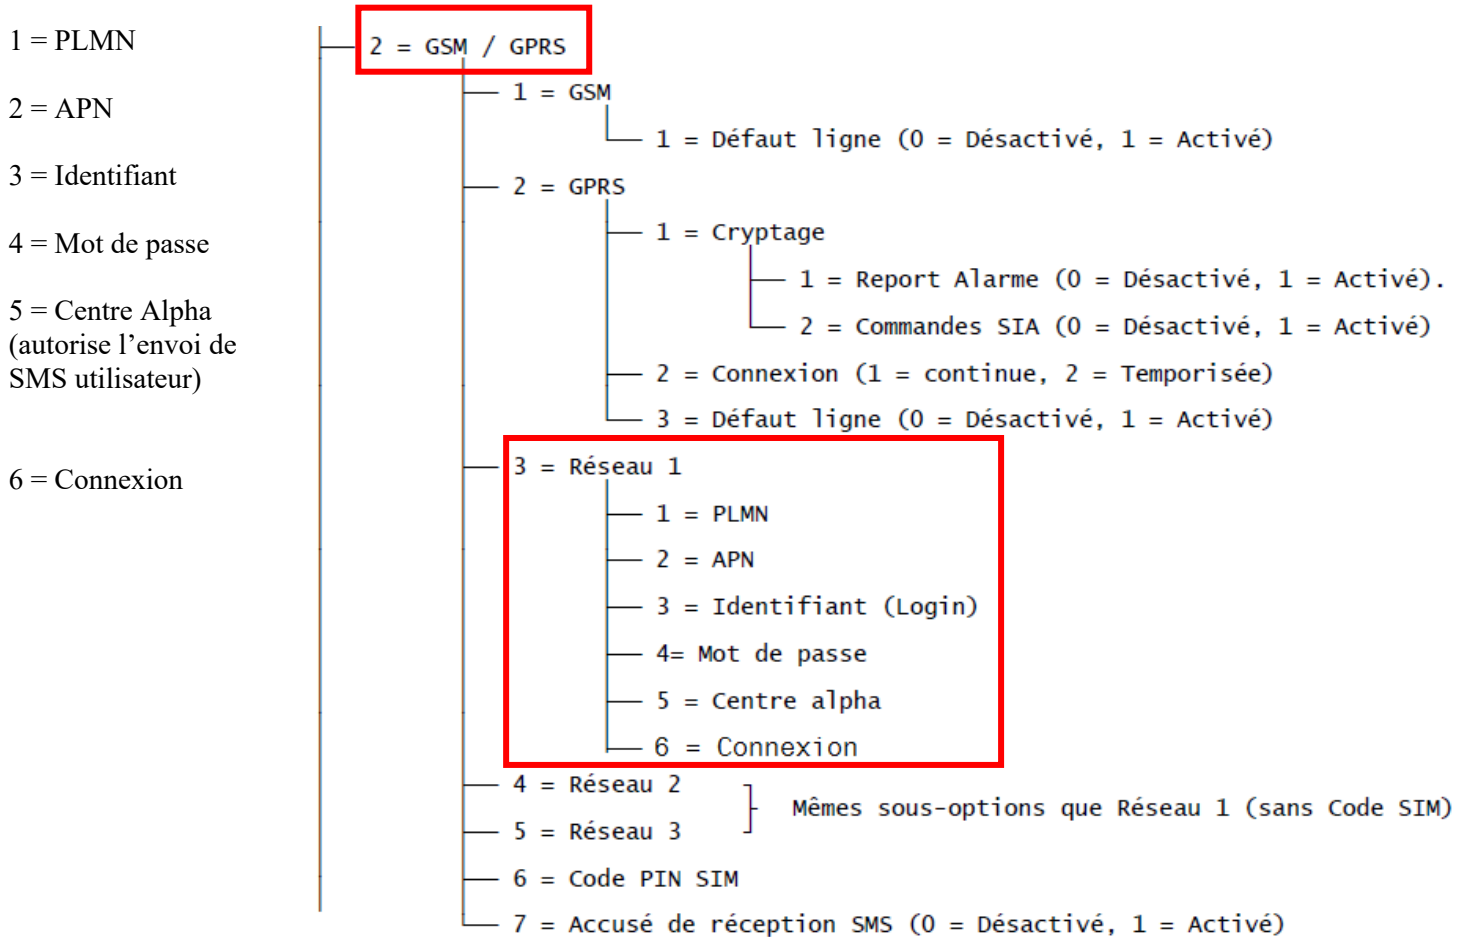 1 = PLMN
2 = APN
3 = Identifiant
4 = Mot de passe
5 = Centre Alpha
(autorise l’envoi de
SMS utilisateur)
6 = Connexion
2 = GSM / GPRS
1 = GSM
1 = Défaut ligne (0 = Désactivé, 1 = Activé)
2 = GPRS
1 = Cryptage
1 = Report Alarme (0 = Désactivé, 1 = Activé).
2 = Commandes SIA (0 = Désactivé, 1 = Activé)
2 = Connexion (1 = continue, 2 = Temporisée)
3 = Défaut ligne (0 = Désactivé, 1 = Activé)
3 = Réseau 1
1 = PLMN
2 = APN
3 = Identifiant (Login)
4= Mot de passe
5 = Centre alpha
6 = Connexion
4 = Réseau 2
Mêmes sous-options que Réseau 1 (sans Code SIM)
5 = Réseau 3
6 = Code PIN SIM
7 = Accusé de réception SMS (0 = Désactivé, 1 = Activé)